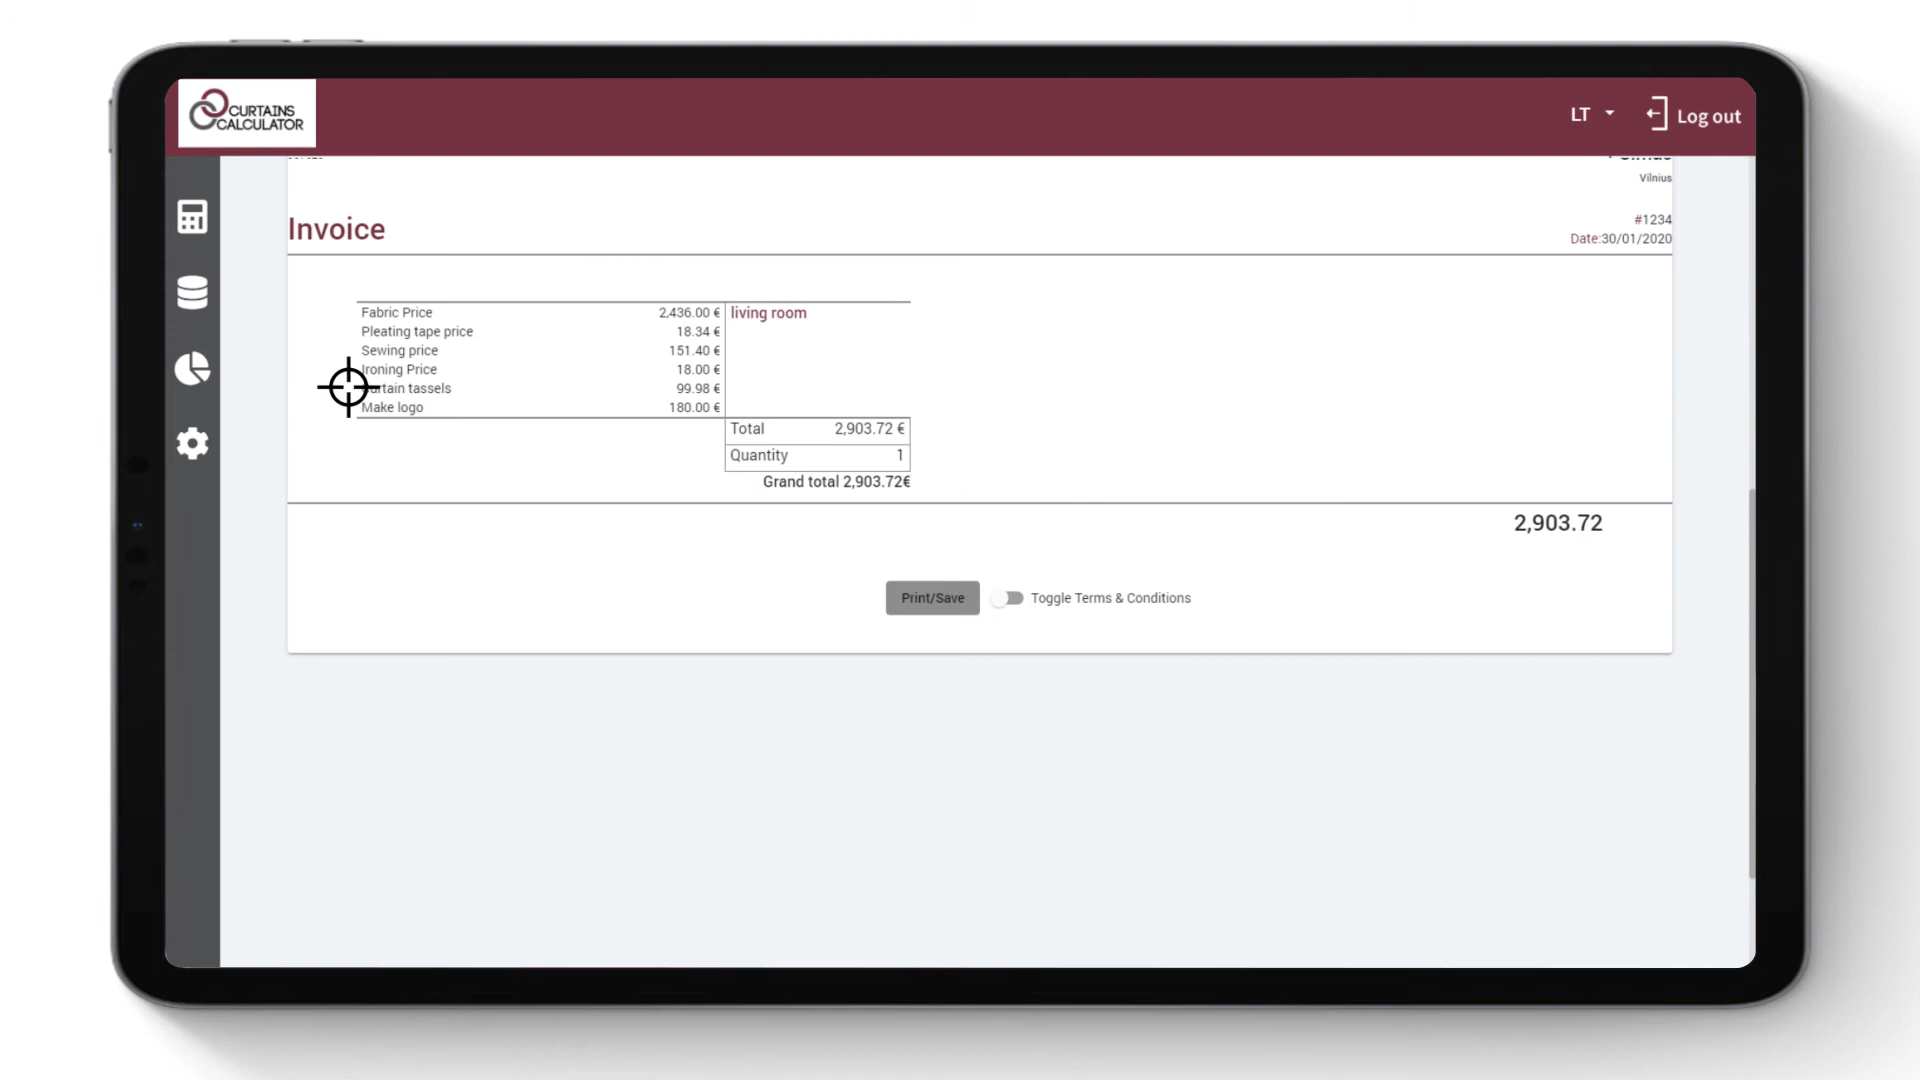 CURTAINS
CALCULATOR
LT
Log out
Vilnius
Invoice
#1234
Date:30/01/2020
Fabric Price 2,436.00 € living room
Pleating tape price 18.34 €
Sewing price 151.40 €
Ironing Price 18.00 €
tassels 99.98 €
Make logo 180.00 €
Total 2,903.72 €
Quantity 1
Grand total 2,903.72€
2,903.72
Print/Save Toggle Terms & Conditions